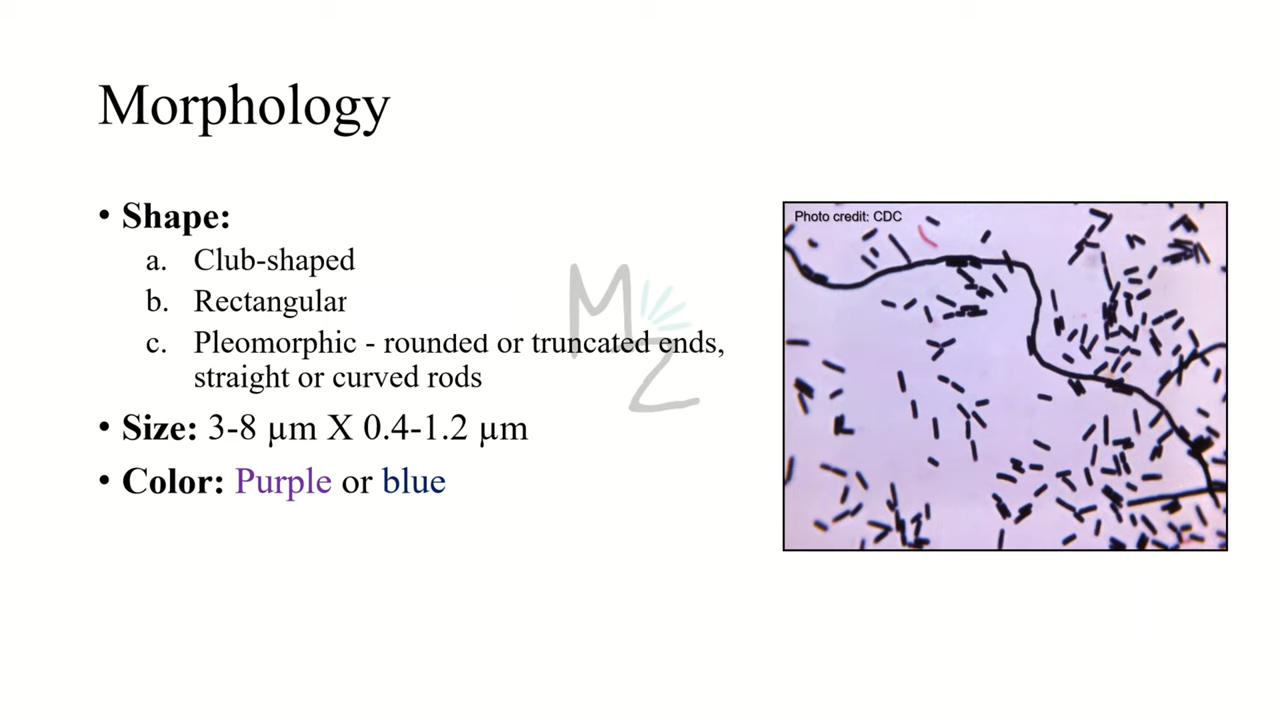 Morphology
• Shape:
a. Club-shaped
b. Rectangular
c. Pleomorphic - rounded or truncated ends,
straight or curved rods
• Size: 3-8 µm X 0.4-1.2 µm
• Color: Purple or blue
Photo credit: CDC
M
Z